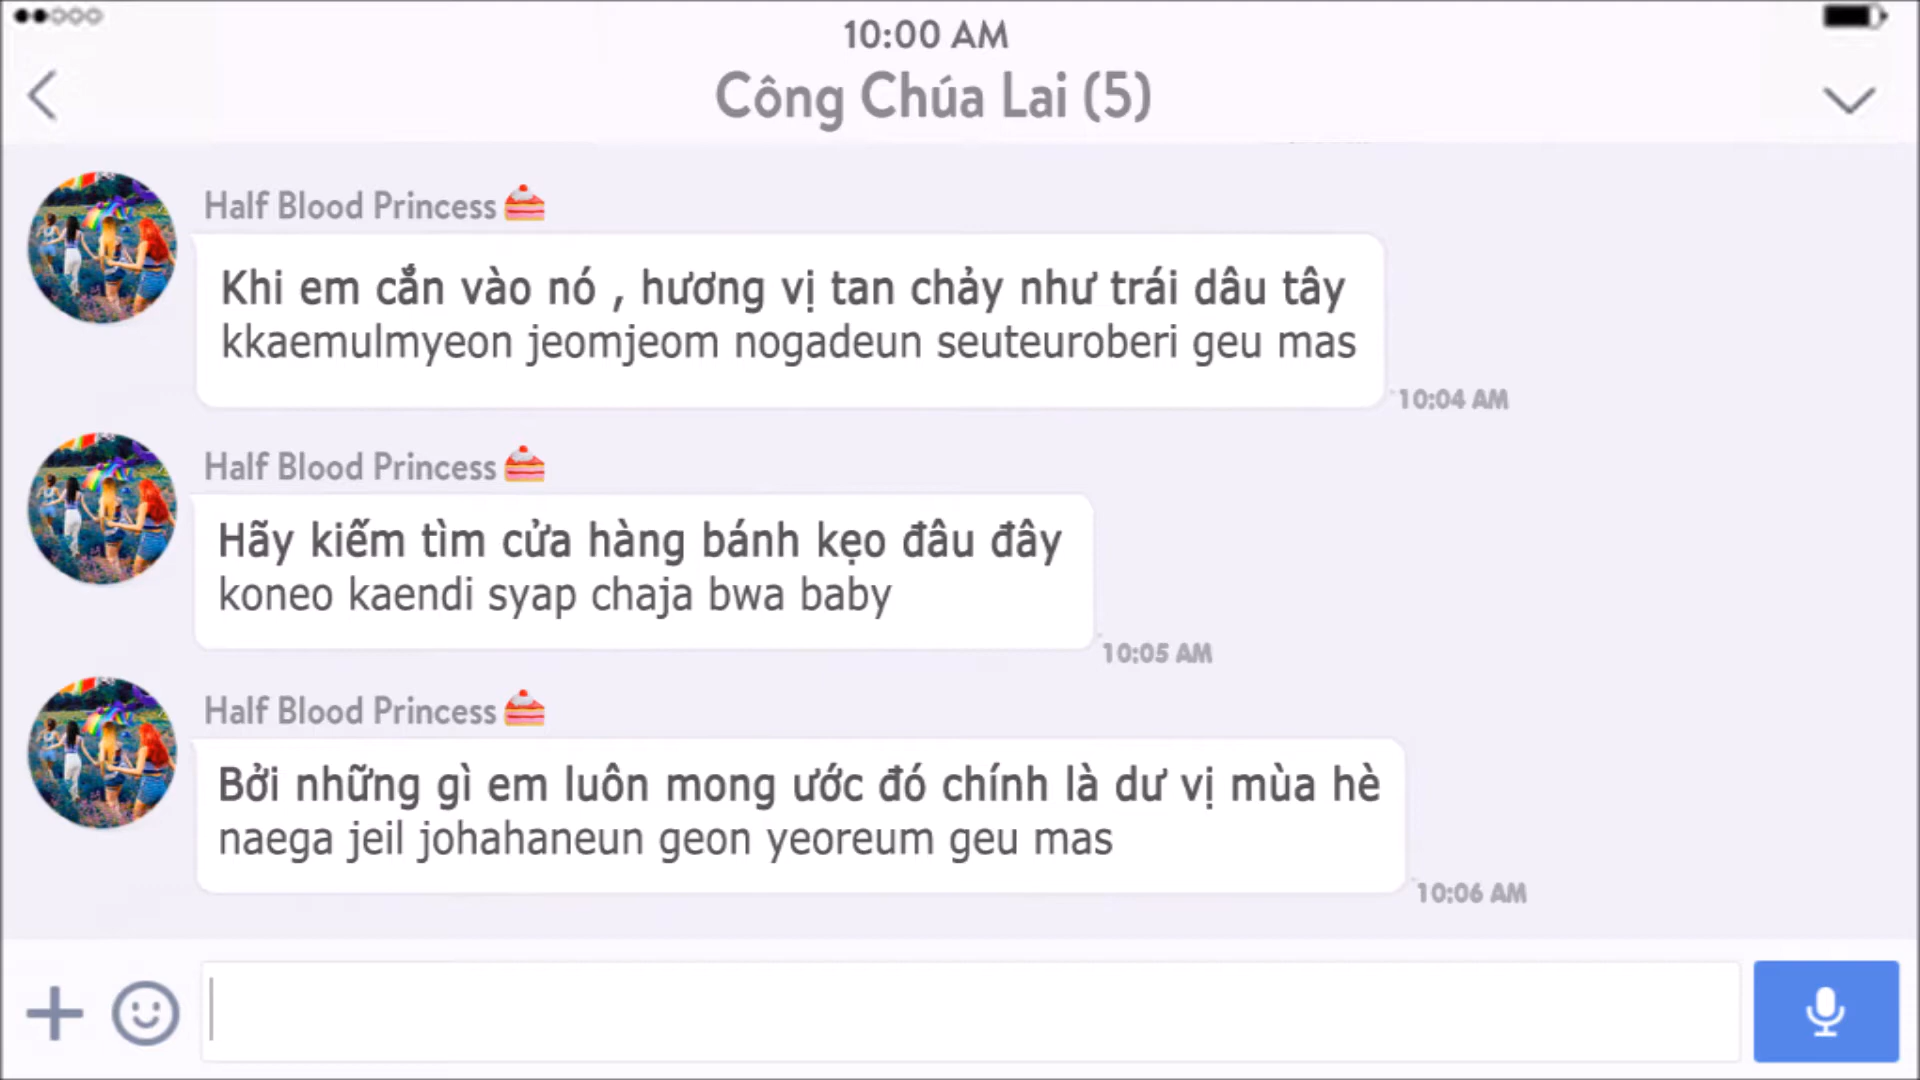 10:00 AM
Công Chúa Lai (5)
Half Blood Princess
Khi em cắn vào nó , hương vị tan chảy như trái dâu tây
kkaemulmyeon jeomjeom nogadeun seuteuroberi geu mas
10:04 AM
Half Blood Princess
Hãy kiếm tìm cửa hàng bánh kẹo đâu đây
koneo kaendi syap chaja bwa baby
10:05 AM
Half Blood Princess
Bởi những gì em luôn mong ước đó chính là dư vị mùa hè
naega jeil johahaneun geon yeoreum geu mas
10:06 AM